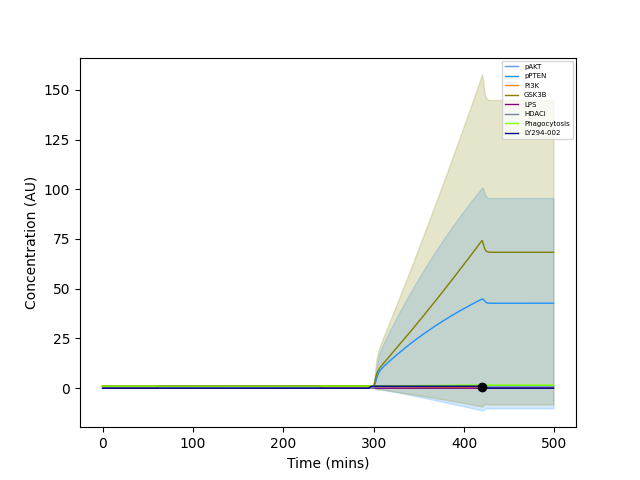 150
125
100
75
50
25
0
Concentration (AU)
0
100
200
300
400
500
Time (mins)
pAKT
pPTEN
PI3K
GSK3B
LPS
HDACi
Phagocytosis
LY294-002